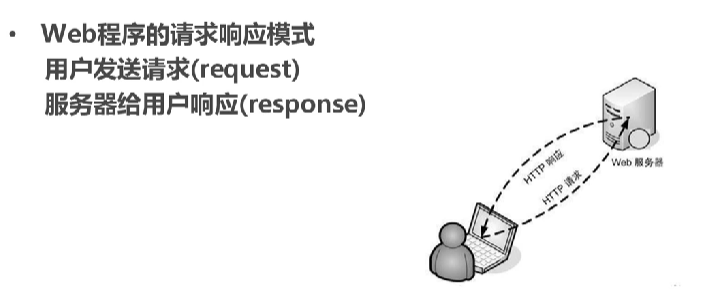 • Web程序的请求响应模式
用户发送请求(request)
服务器给用户响应(response)
Web 服务器
HTTP 响应
HTTP 请求